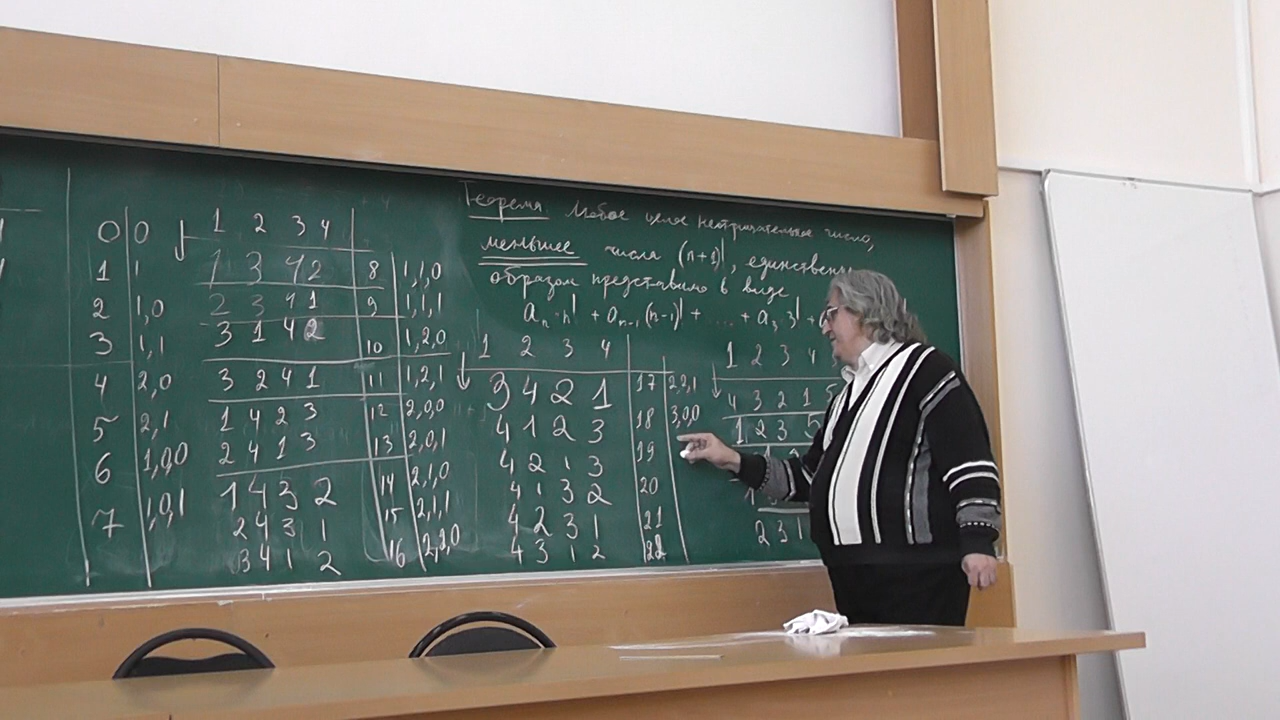 0 0
1 1
2 1,0
3 1,1
4 2,0
5 2,1
6 1,0,0
7 1,0,1
1 2 3 4
1 3 4 2 8 1,1,0
2 3 4 1 9 1,1,1
3 1 4 2 10 1,2,0
3 2 4 1 11 1,2,1
1 4 2 3 12 2,0,0
2 4 1 3 13 2,0,1
1 4 3 2 14 2,1,0
2 4 3 1 15 2,1,1
3 4 1 2 16 2,2,0
Теорема Любое целое неотрицательное число,
меньшее числа (n+1)!, единственн
образом представимо в виде
aₙ·n! + aₙ₋₁(n-1)! + ... + a₃3! +
1 2 3 4
3 4 2 1 17 2,2,1
4 1 2 3 18 3,0,0
4 2 1 3 19
4 1 3 2 20
4 2 3 1 21
4 3 1 2 22
1 2 3 4
4 3 2 1 5
1 2 3 5
2 3 1